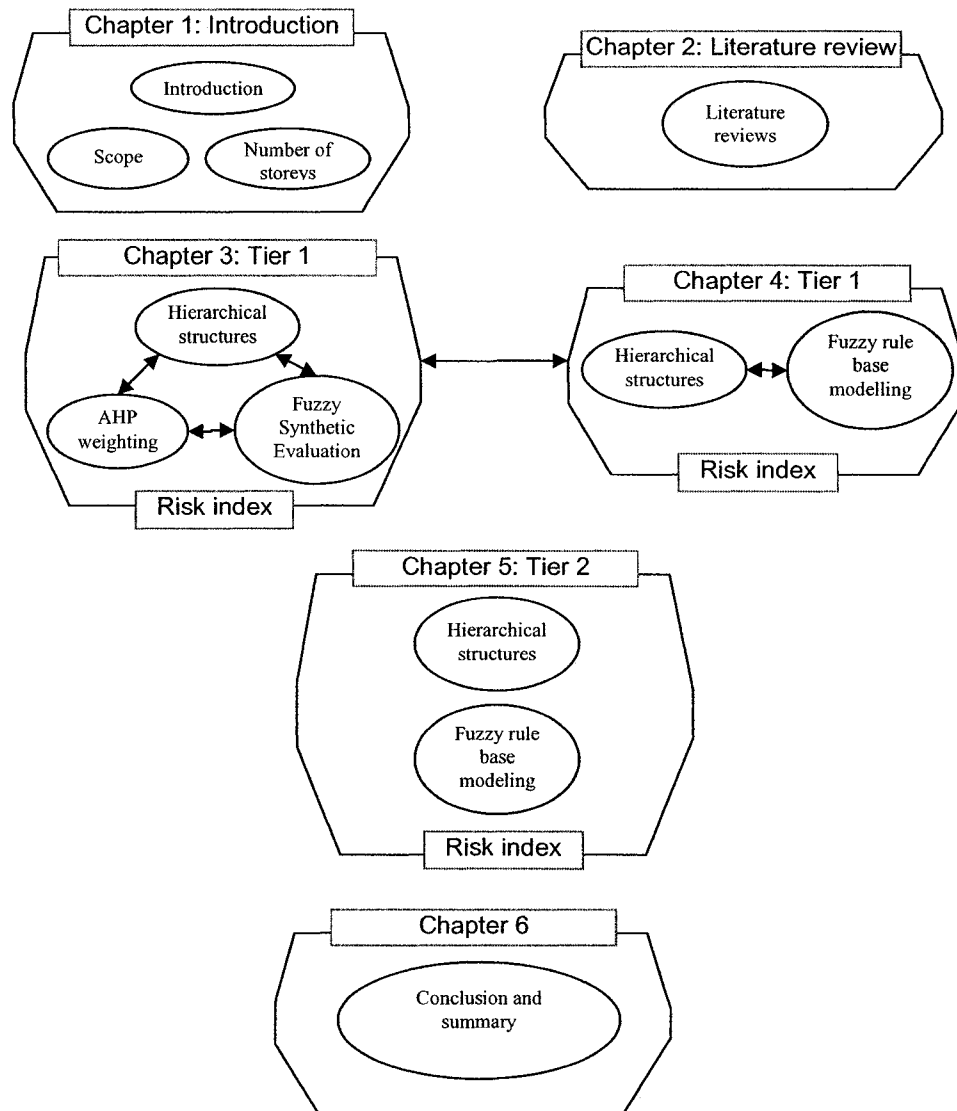 Chapter 1: Introduction
Introduction
Scope
Number of
storeys
Chapter 2: Literature review
Literature
reviews
Chapter 3: Tier 1
Hierarchical
structures
AHP
weighting
Fuzzy
Synthetic
Evaluation
Risk index
Chapter 4: Tier 1
Hierarchical
structures
Fuzzy rule
base
modelling
Risk index
Chapter 5: Tier 2
Hierarchical
structures
Fuzzy rule
base
modeling
Risk index
Chapter 6
Conclusion and
summary